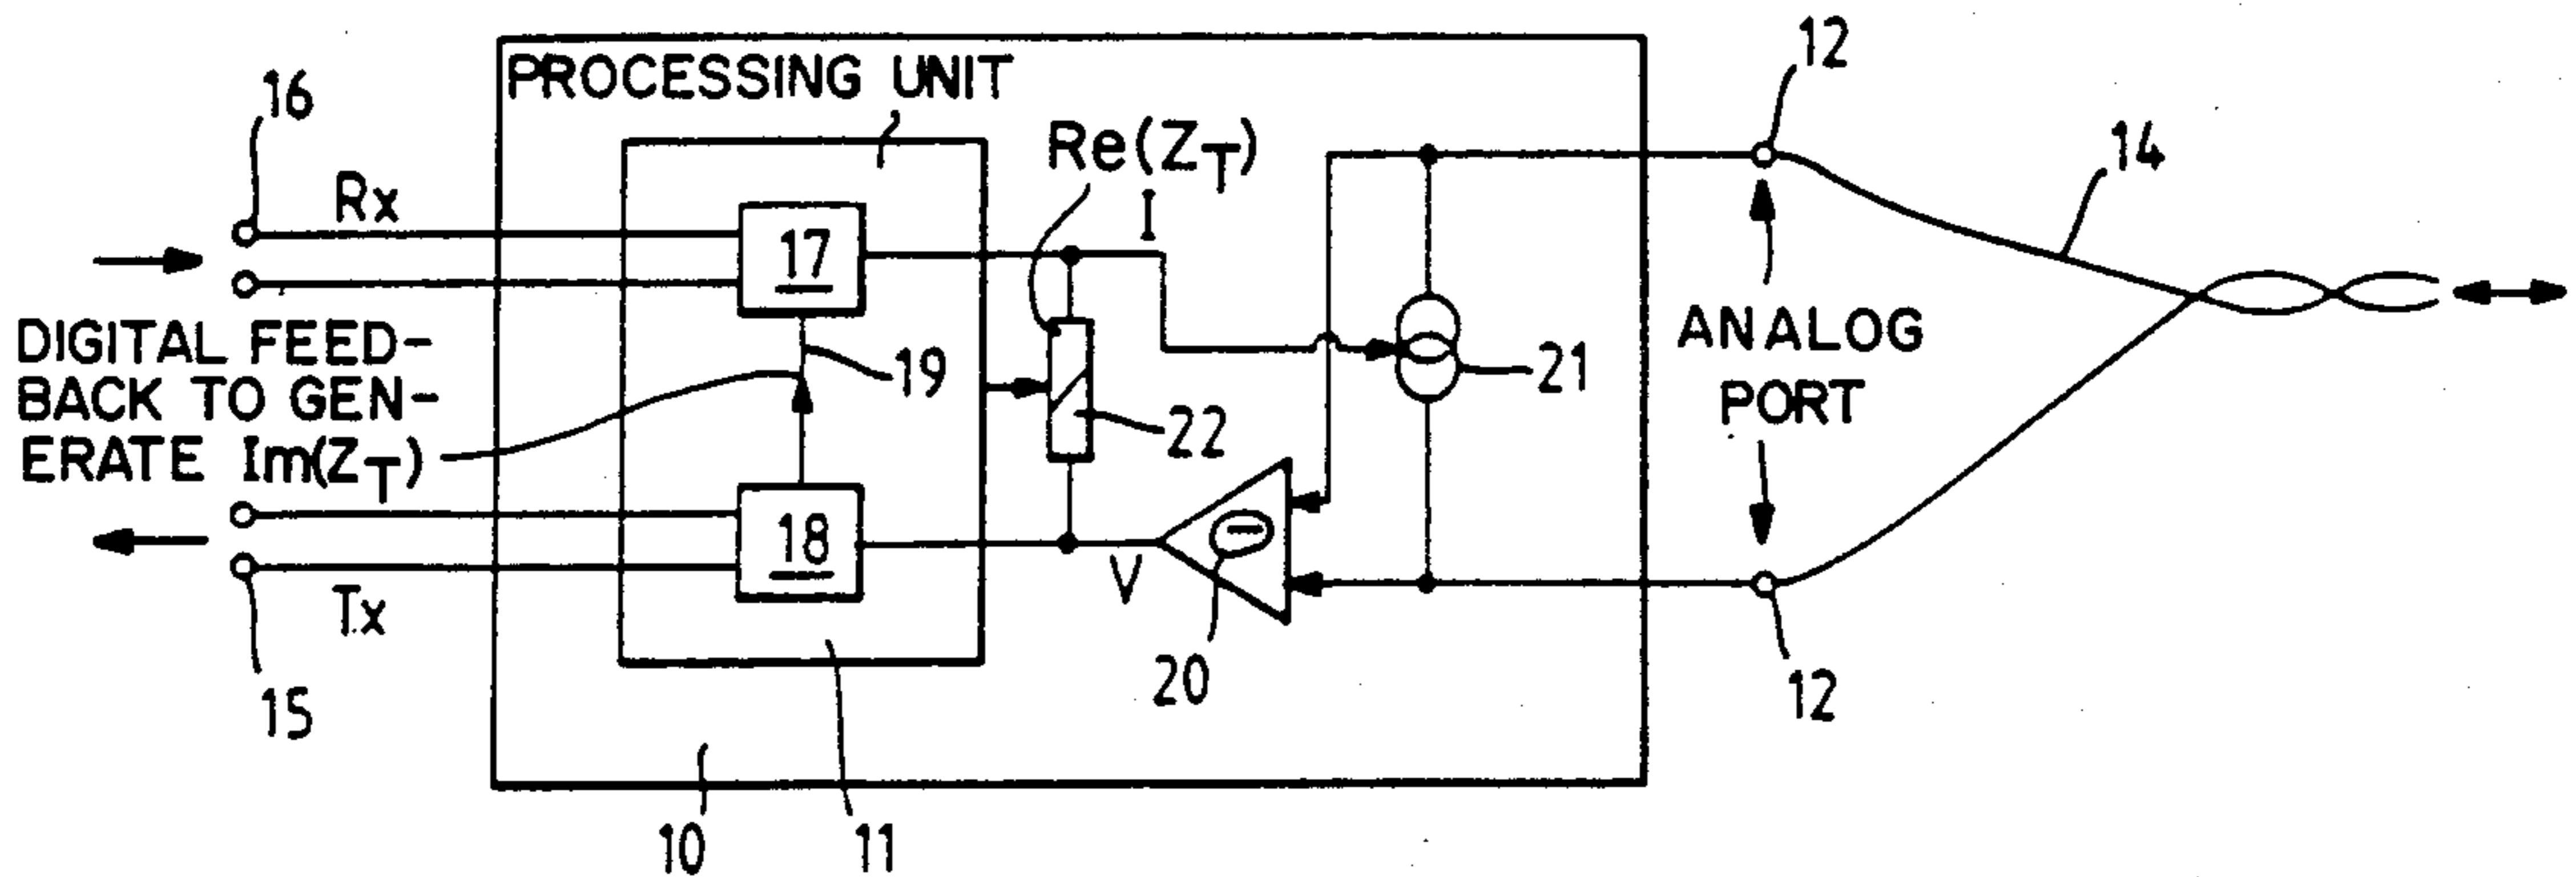 PROCESSING UNIT
12
16
Re(ZT)
14
Rx
I
17
DIGITAL FEED-
BACK TO GEN-
ERATE Im(ZT)
19
22
21
ANALOG
PORT
18
V
Tx
20
15
12
10
11